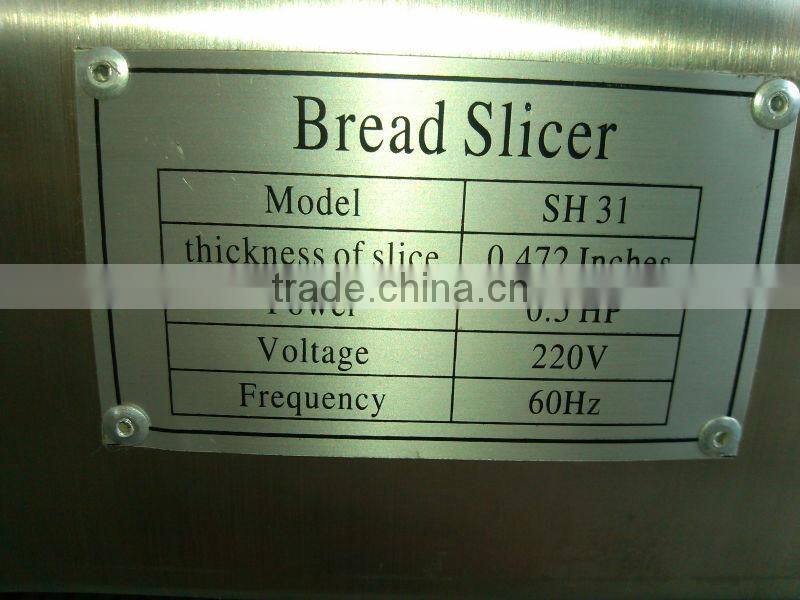 Bread Slicer
Model SH 31
thickness of slice 0.472 Inches
trade.china.cn
Power 0.5 HP
Voltage 220V
Frequency 60Hz